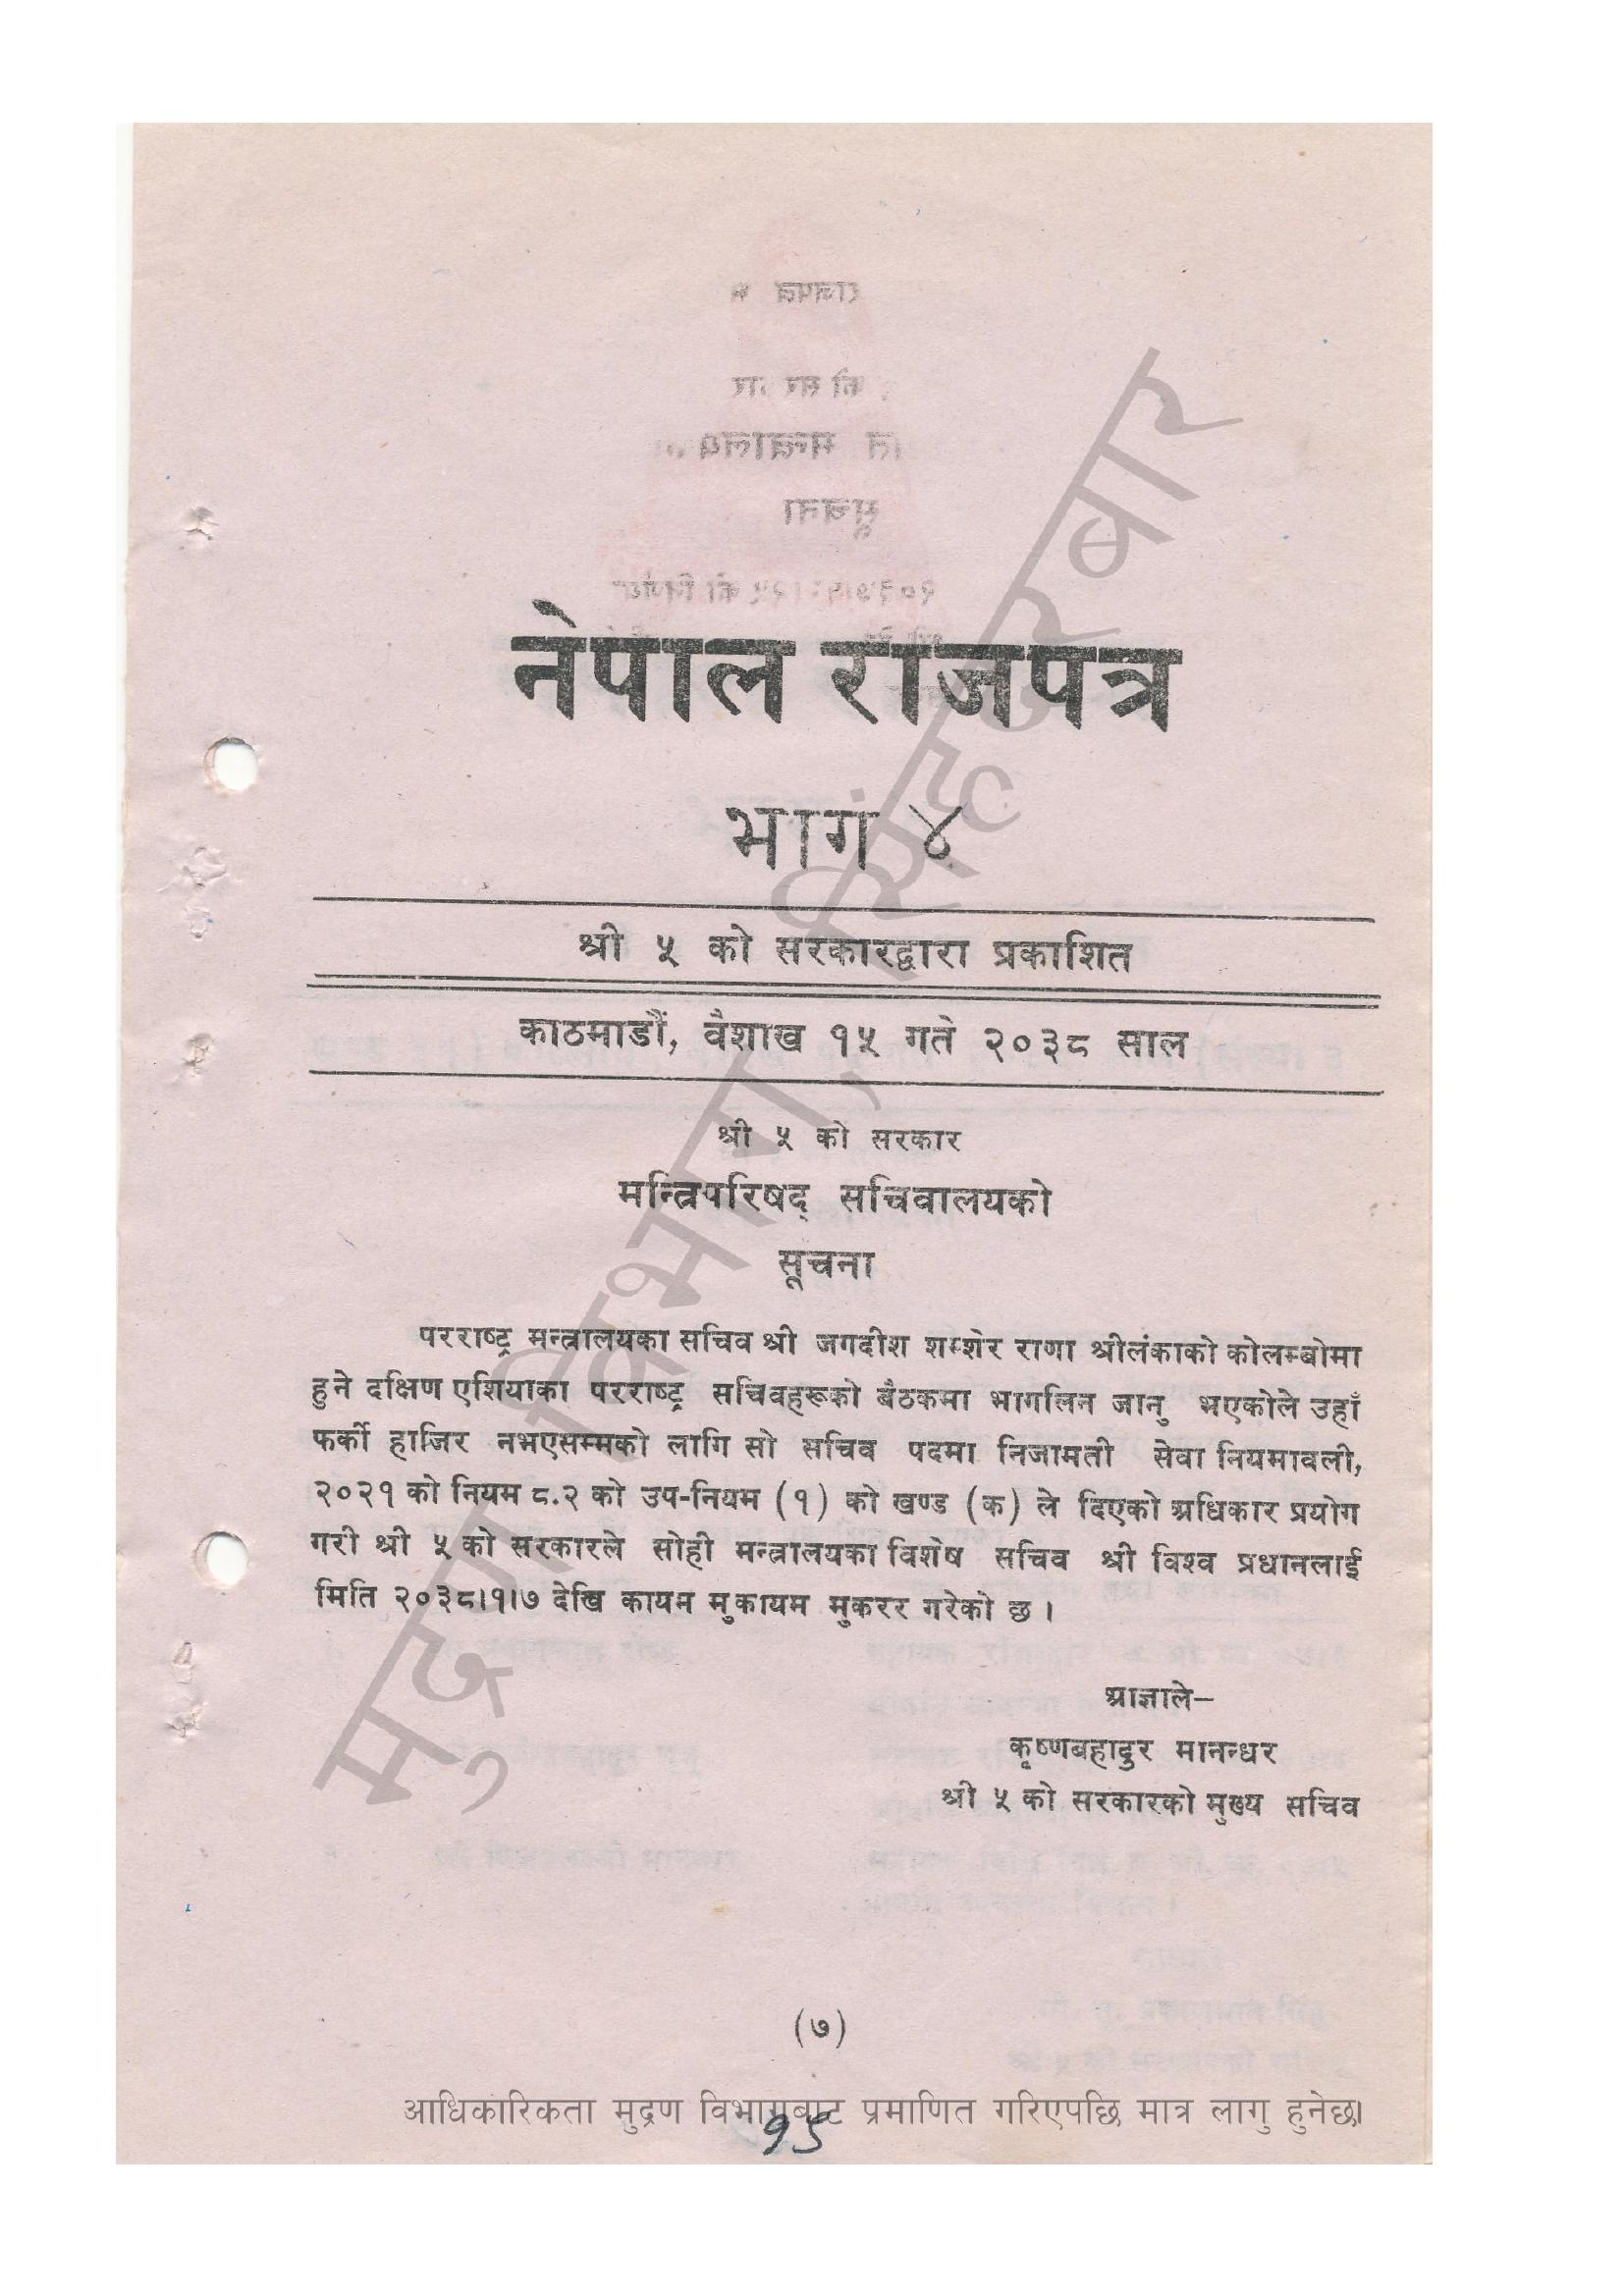 नेपाल राजपत्र
भाग ४
श्री ५ को सरकारद्वारा प्रकाशित
काठमाडौं, वैशाख १५ गते २०३८ साल
श्री ५ को सरकार
मन्त्रिपरिषद् सचिवालयको
सूचना
परराष्ट्र मन्त्रालयका सचिव श्री जगदीश शम्शेर राणा श्रीलंकाको कोलम्बोमा
हुने दक्षिण एशियाका परराष्ट्र सचिवहरूको बैठकमा भागलिन जानु भएकोले उहाँ
फर्की हाजिर नभएसम्मको लागि सो सचिव पदमा निजामती सेवा नियमावली,
२०२१ को नियम ८.२ को उप-नियम (१) को खण्ड (क) ले दिएको अधिकार प्रयोग
गरी श्री ५ को सरकारले सोही मन्त्रालयका विशेष सचिव श्री विश्व प्रधानलाई
मिति २०३८।१।७ देखि कायम मुकायम मुकरर गरेको छ ।
आज्ञाले–
कृष्णबहादुर मानन्धर
श्री ५ को सरकारको मुख्य सचिव
(७)
आधिकारिकता मुद्रण विभागबाट प्रमाणित गरिएपछि मात्र लागु हुनेछ।
मुद्रण विभाग, सिंहदरबार